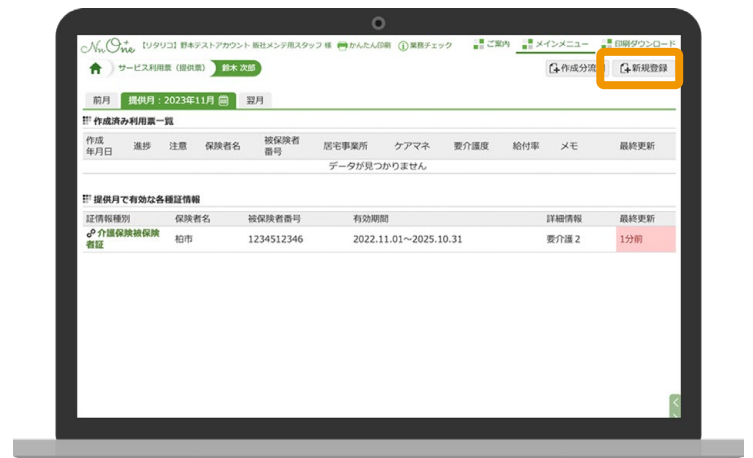 NnOne 【リタリコ】野本テストアカウント 販社メンテ用スタッフ 様 かんたん印刷 業務チェック ご案内 メインメニュー 印刷ダウンロード
サービス利用票（提供票） 鈴木 次郎 作成分流 新規登録
前月 提供月：2023年11月 翌月
作成済み利用票一覧
作成年月日 進捗 注意 保険者名 被保険者番号 居宅事業所 ケアマネ 要介護度 給付率 メモ 最終更新
データが見つかりません
提供月で有効な各種証情報
証情報種別 保険者名 被保険者番号 有効期間 詳細情報 最終更新
介護保険被保険者証 柏市 1234512346 2022.11.01～2025.10.31 要介護２ 1分前